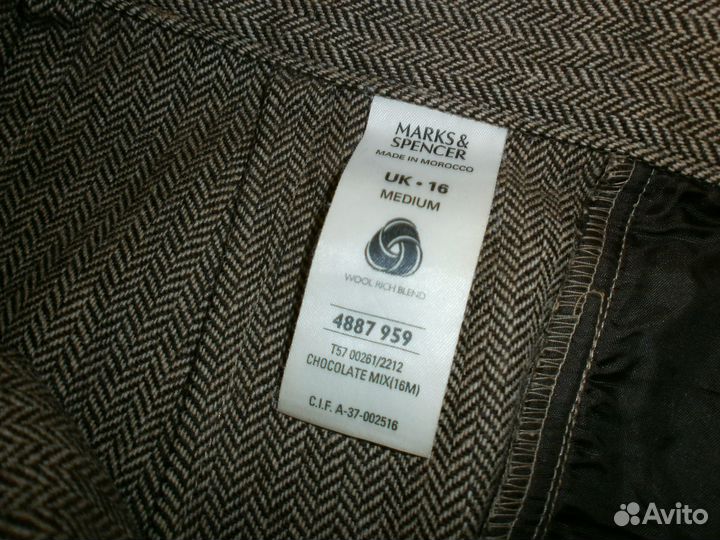 MARKS &
SPENCER
MADE IN MOROCCO
UK • 16
MEDIUM
WOOL RICH BLEND
4887 959
T57 00261/2212
CHOCOLATE MIX(16M)
C.I.F. A-37-002516
Avito